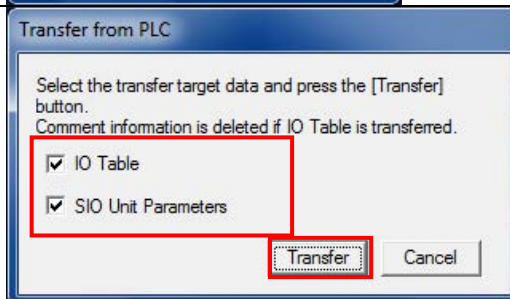 Transfer from PLC
Select the transfer target data and press the [Transfer]
button.
Comment information is deleted if IO Table is transferred.
IO Table
SIO Unit Parameters
Transfer
Cancel